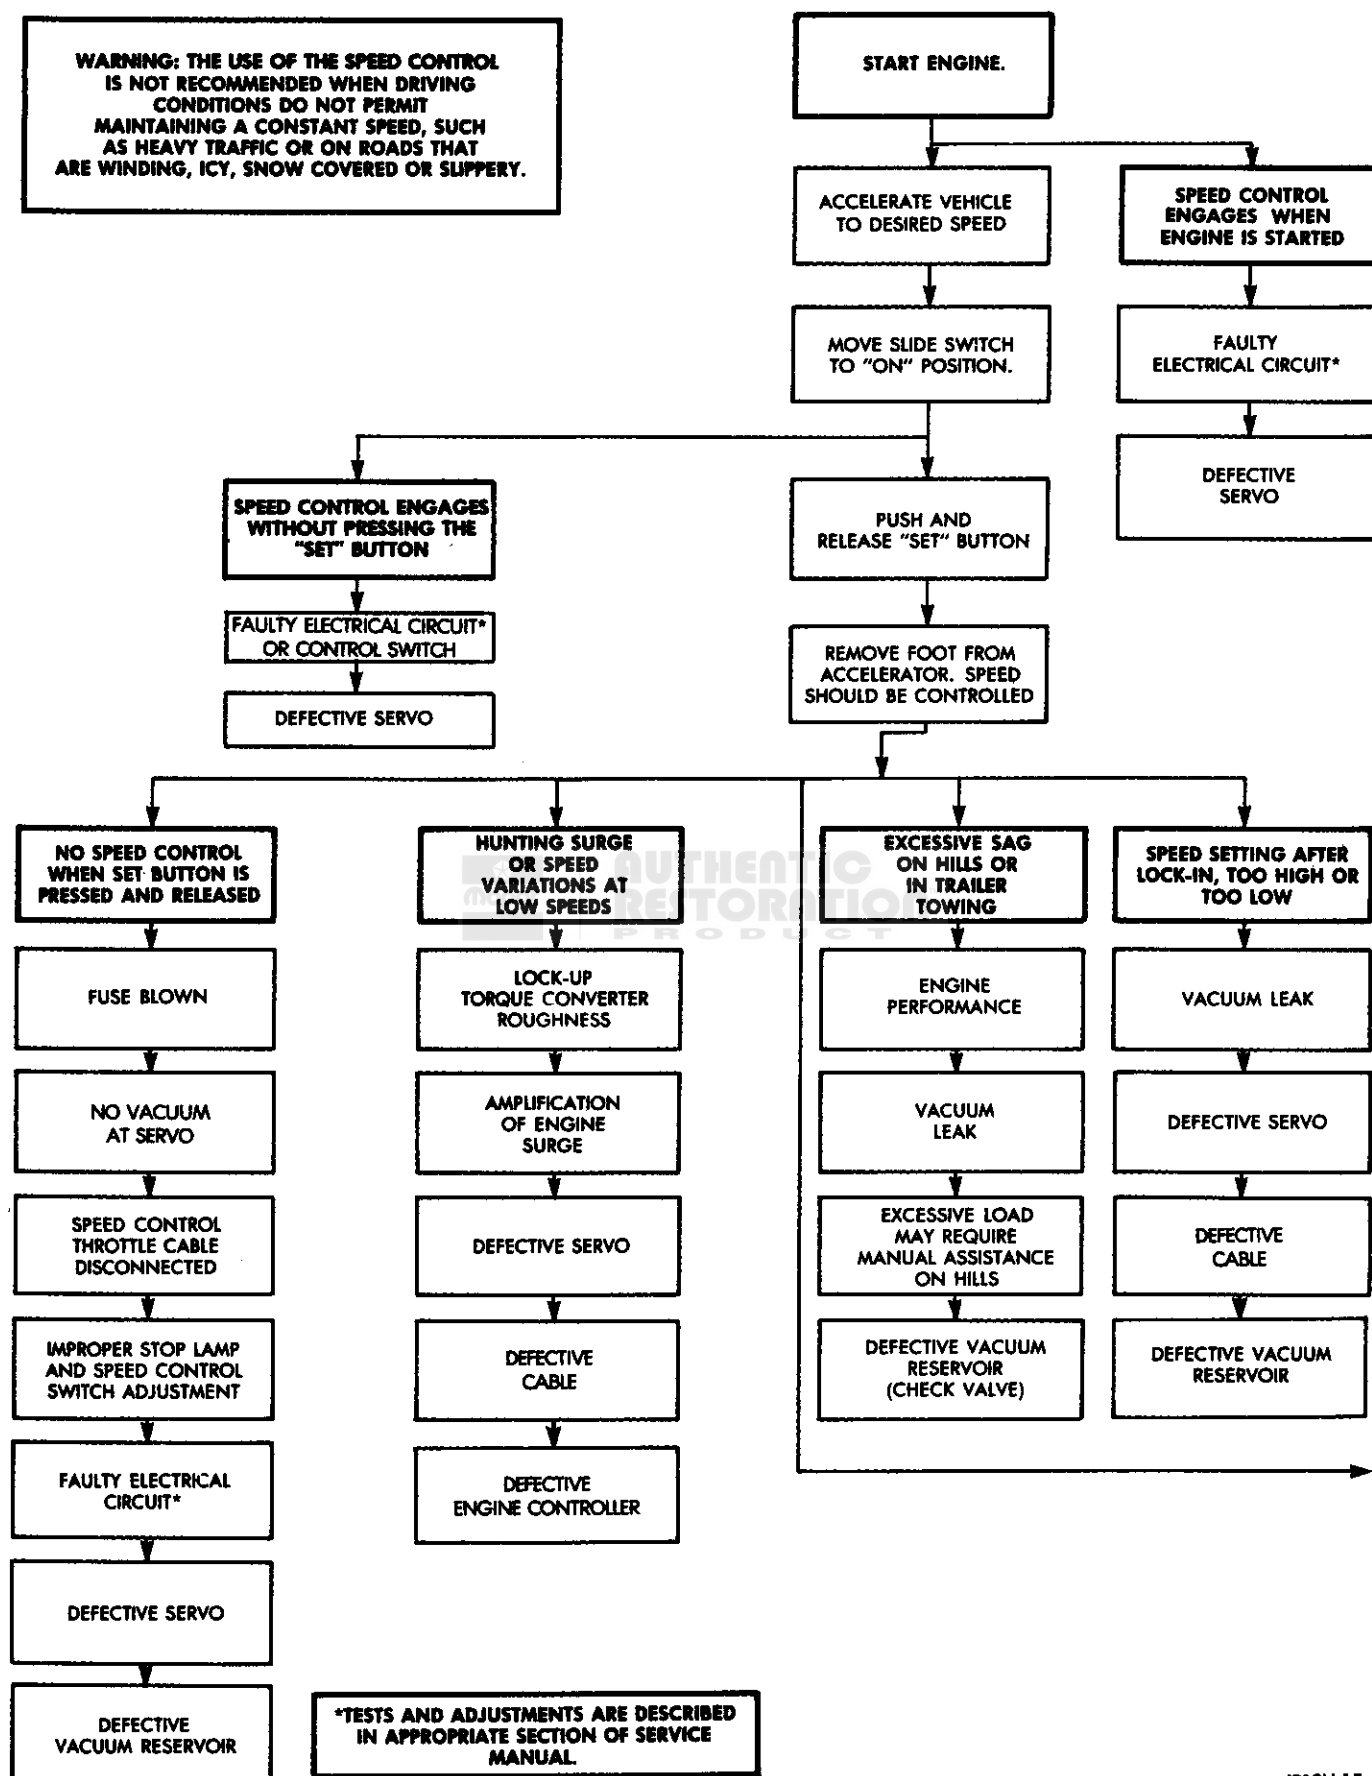 WARNING: THE USE OF THE SPEED CONTROL
IS NOT RECOMMENDED WHEN DRIVING
CONDITIONS DO NOT PERMIT
MAINTAINING A CONSTANT SPEED, SUCH
AS HEAVY TRAFFIC OR ON ROADS THAT
ARE WINDING, ICY, SNOW COVERED OR SLIPPERY.
START ENGINE.
ACCELERATE VEHICLE
TO DESIRED SPEED
SPEED CONTROL
ENGAGES WHEN
ENGINE IS STARTED
MOVE SLIDE SWITCH
TO "ON" POSITION.
FAULTY
ELECTRICAL CIRCUIT*
DEFECTIVE
SERVO
SPEED CONTROL ENGAGES
WITHOUT PRESSING THE
"SET" BUTTON
PUSH AND
RELEASE "SET" BUTTON
FAULTY ELECTRICAL CIRCUIT*
OR CONTROL SWITCH
REMOVE FOOT FROM
ACCELERATOR. SPEED
SHOULD BE CONTROLLED
DEFECTIVE SERVO
NO SPEED CONTROL
WHEN SET BUTTON IS
PRESSED AND RELEASED
FUSE BLOWN
NO VACUUM
AT SERVO
SPEED CONTROL
THROTTLE CABLE
DISCONNECTED
IMPROPER STOP LAMP
AND SPEED CONTROL
SWITCH ADJUSTMENT
FAULTY ELECTRICAL
CIRCUIT*
DEFECTIVE SERVO
DEFECTIVE
VACUUM RESERVOIR
HUNTING SURGE
OR SPEED
VARIATIONS AT
LOW SPEEDS
LOCK-UP
TORQUE CONVERTER
ROUGHNESS
AMPLIFICATION
OF ENGINE
SURGE
DEFECTIVE SERVO
DEFECTIVE
CABLE
DEFECTIVE
ENGINE CONTROLLER
EXCESSIVE SAG
ON HILLS OR
IN TRAILER
TOWING
ENGINE
PERFORMANCE
VACUUM
LEAK
EXCESSIVE LOAD
MAY REQUIRE
MANUAL ASSISTANCE
ON HILLS
DEFECTIVE VACUUM
RESERVOIR
(CHECK VALVE)
SPEED SETTING AFTER
LOCK-IN, TOO HIGH OR
TOO LOW
VACUUM LEAK
DEFECTIVE SERVO
DEFECTIVE
CABLE
DEFECTIVE VACUUM
RESERVOIR
AUTHENTIC
RESTORATION
PRODUCT
*TESTS AND ADJUSTMENTS ARE DESCRIBED
IN APPROPRIATE SECTION OF SERVICE
MANUAL.